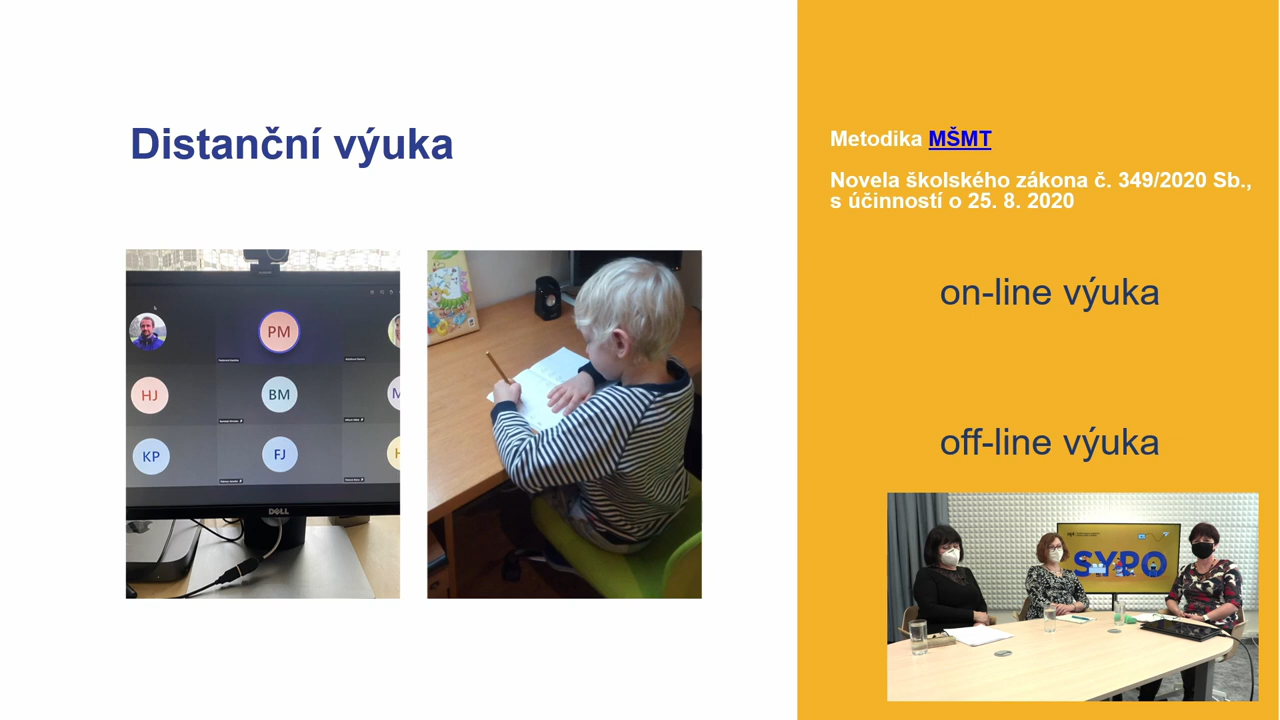 Distanční výuka
Metodika MŠMT
Novela školského zákona č. 349/2020 Sb.,
s účinností o 25. 8. 2020
on-line výuka
off-line výuka
PM
HJ
BM
KP
FJ
DELL
SYPO